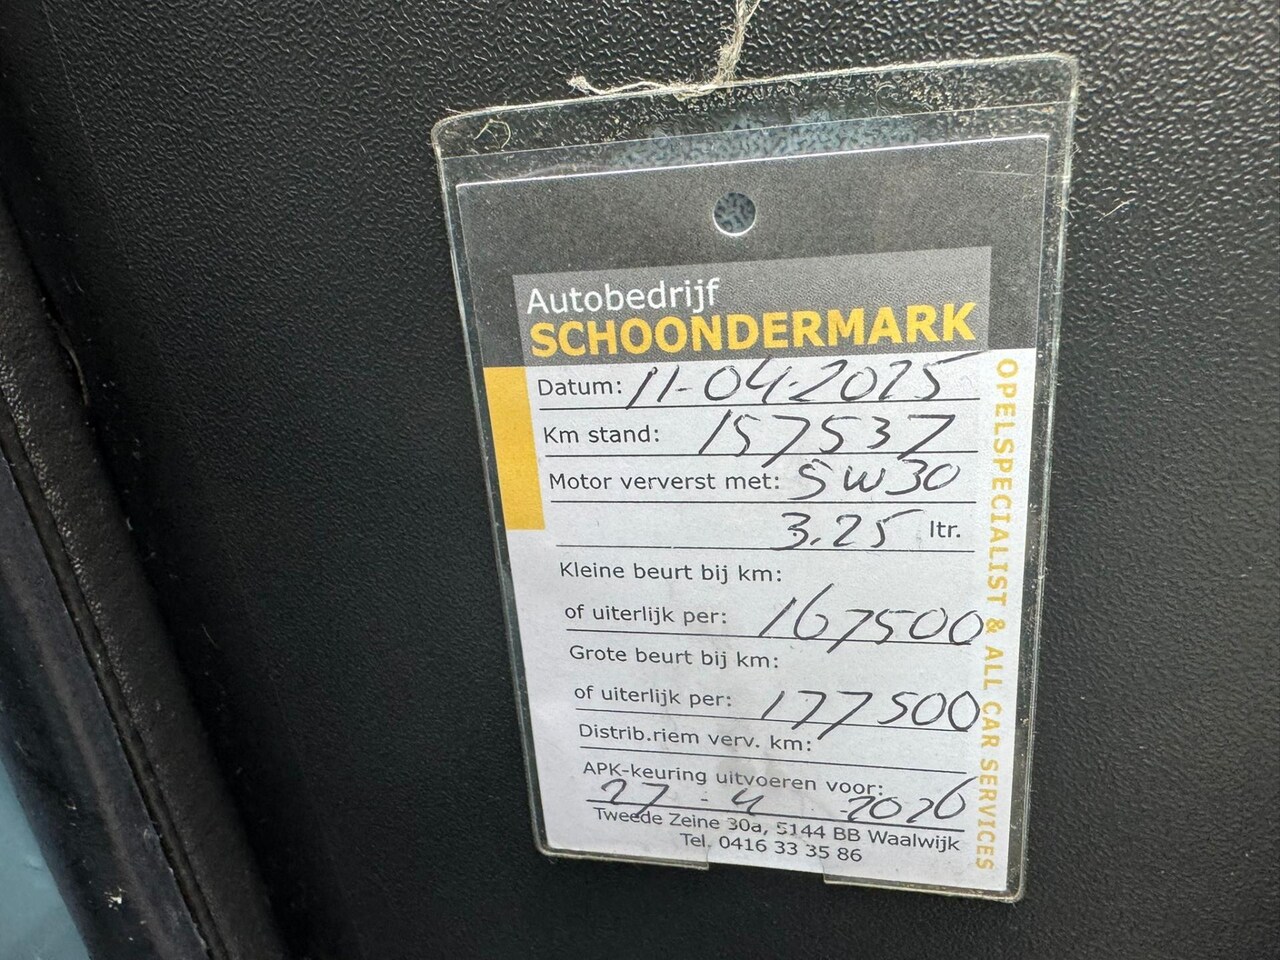 Autobedrijf
SCHOONDERMARK
Datum: 11-04-2025
Km stand: 157537
Motor ververst met: 5W30
3.25 ltr.
Kleine beurt bij km:
of uiterlijk per: 167500
Grote beurt bij km:
of uiterlijk per: 177500
Distrib.riem verv. km:
APK-keuring uitvoeren voor:
27-4-2026
Tweede Zeine 30a, 5144 BB Waalwijk
Tel. 0416 33 35 86
OPELSPECIALIST & ALL CAR SERVICES